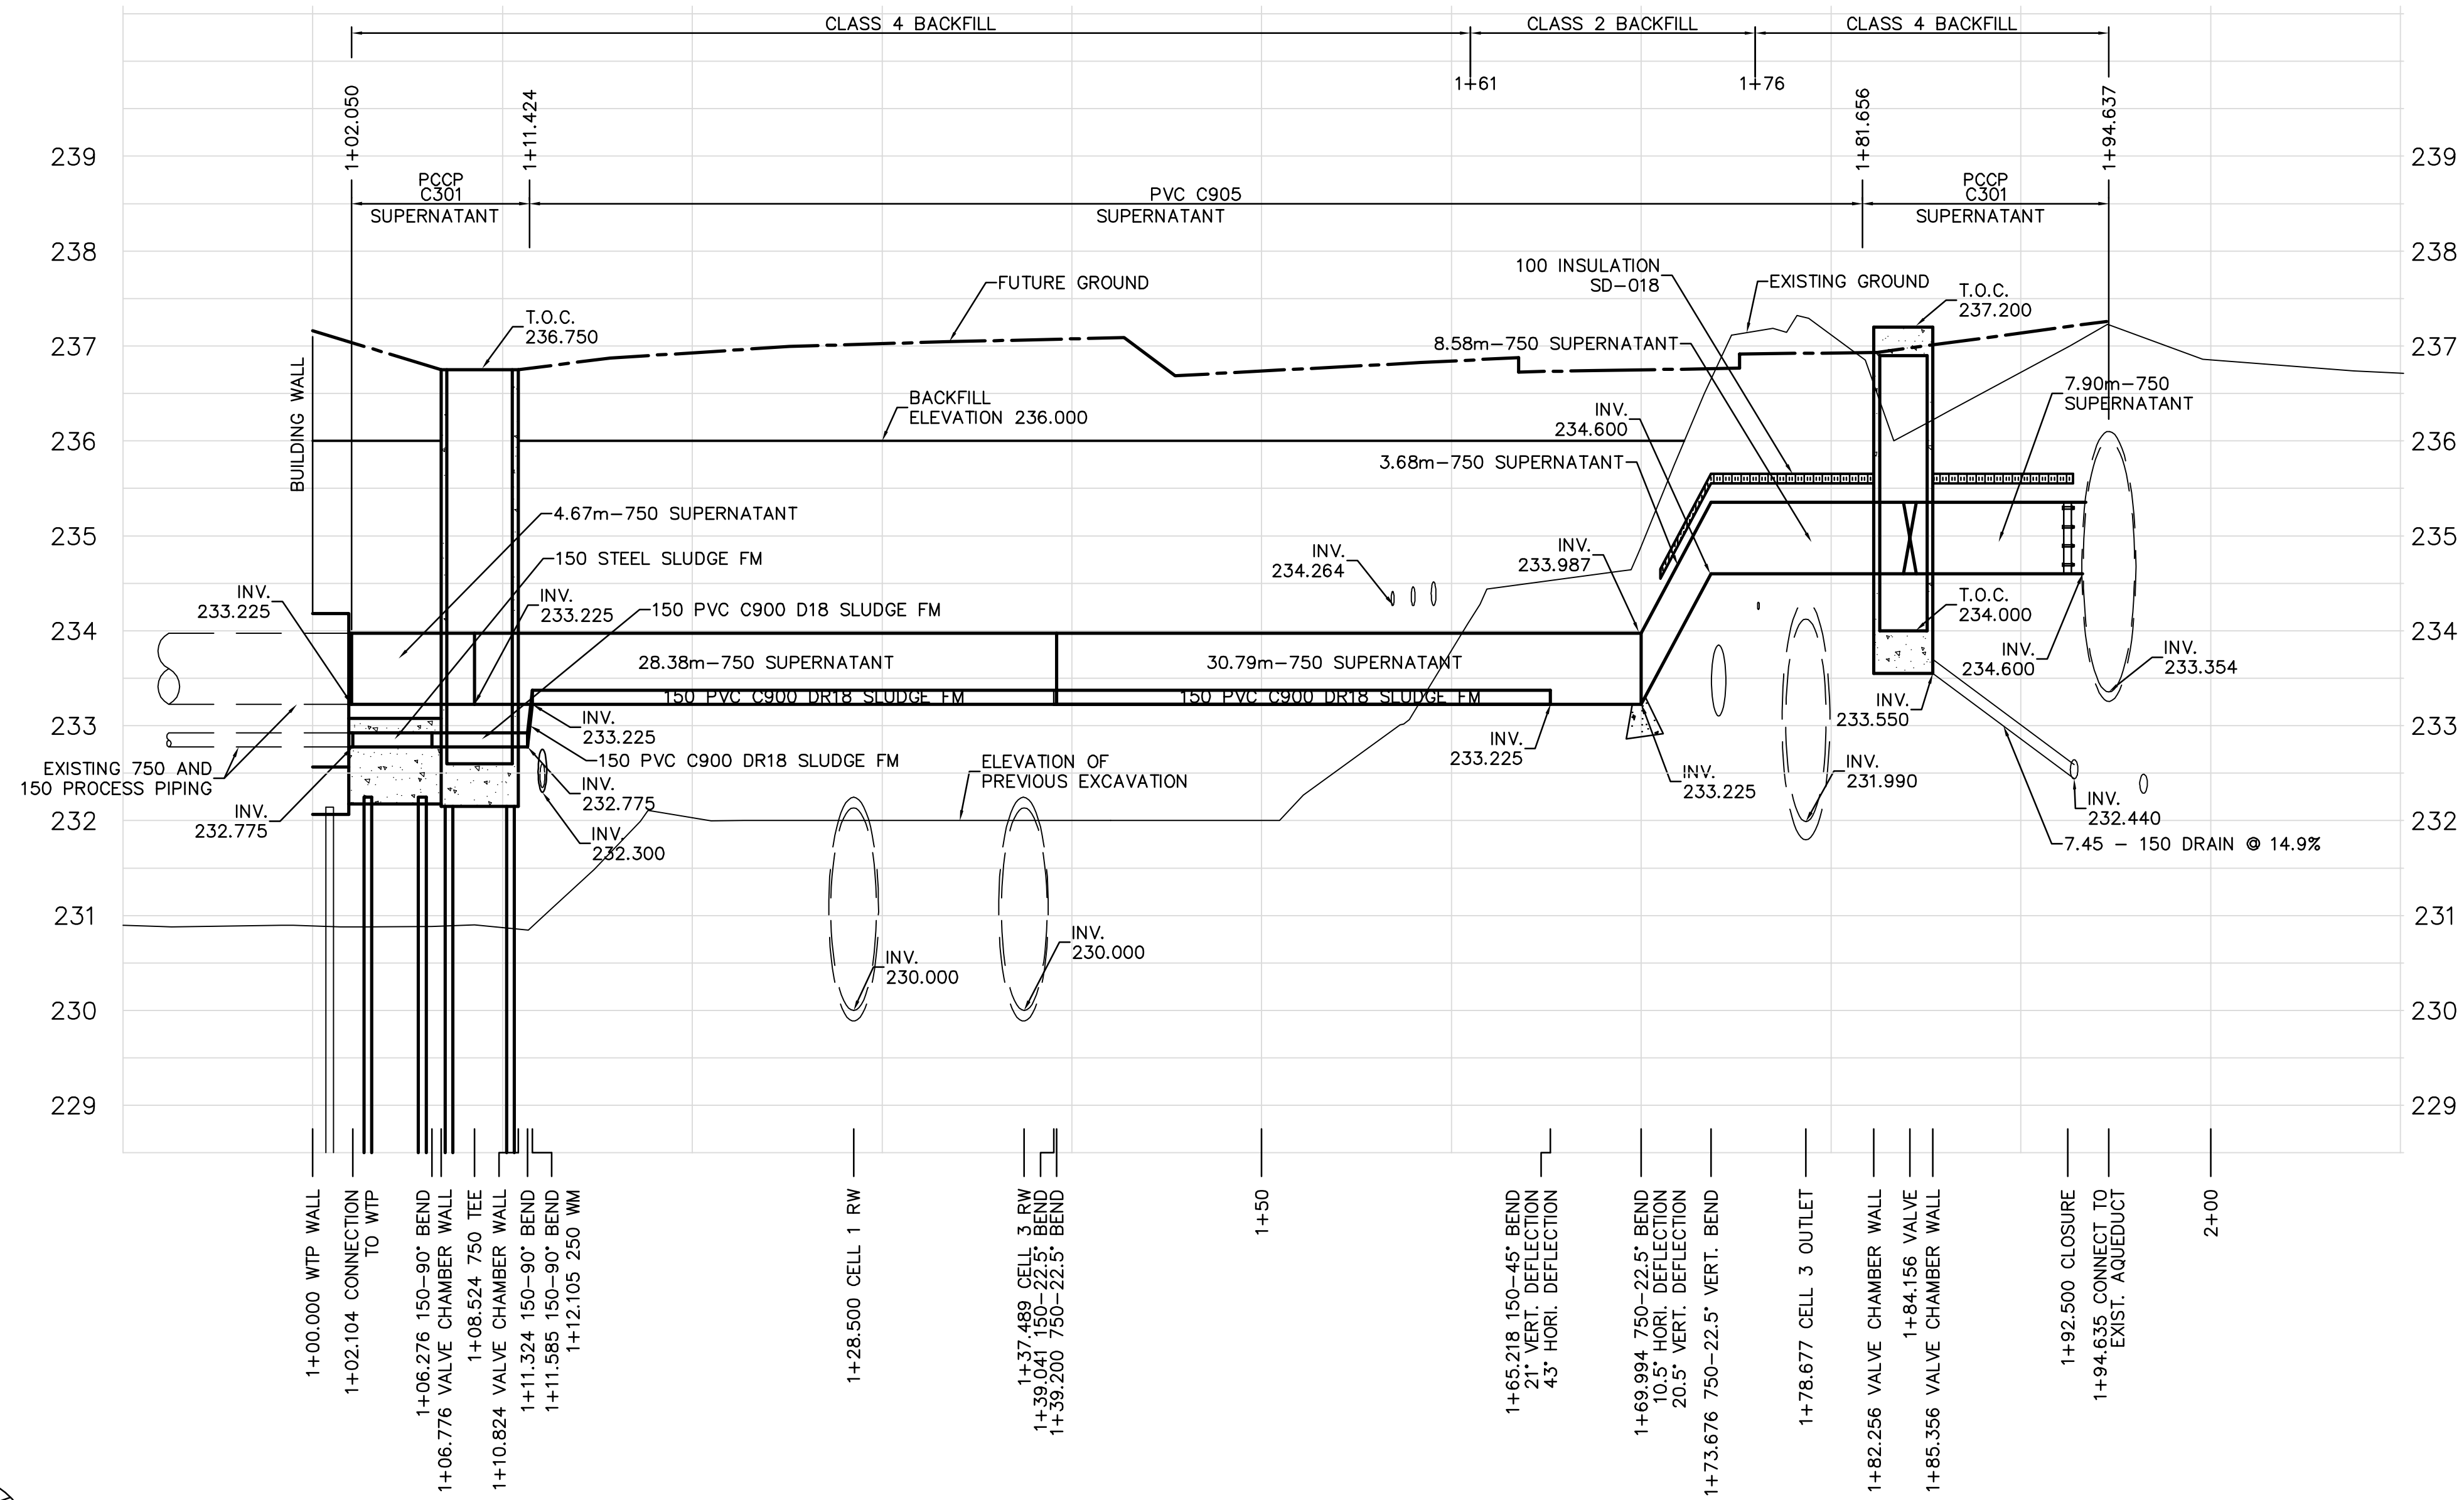 CLASS 4 BACKFILL
CLASS 2 BACKFILL
CLASS 4 BACKFILL
1+61
1+76
1+02.050
1+11.424
1+81.656
1+94.637
239
239
PCCP
C301
SUPERNATANT
PVC C905
SUPERNATANT
PCCP
C301
SUPERNATANT
238
238
100 INSULATION
SD-018
EXISTING GROUND
FUTURE GROUND
T.O.C.
237.200
T.O.C.
236.750
8.58m-750 SUPERNATANT
237
237
BUILDING WALL
7.90m-750
SUPERNATANT
BACKFILL
ELEVATION 236.000
INV.
234.600
236
236
3.68m-750 SUPERNATANT
4.67m-750 SUPERNATANT
235
235
150 STEEL SLUDGE FM
INV.
234.264
INV.
233.987
INV.
233.225
INV.
233.225
150 PVC C900 D18 SLUDGE FM
T.O.C.
234.000
234
234
28.38m-750 SUPERNATANT
30.79m-750 SUPERNATANT
INV.
234.600
INV.
233.354
150 PVC C900 DR18 SLUDGE FM
150 PVC C900 DR18 SLUDGE FM
INV.
233.550
233
233
INV.
233.225
INV.
233.225
150 PVC C900 DR18 SLUDGE FM
ELEVATION OF
PREVIOUS EXCAVATION
EXISTING 750 AND
150 PROCESS PIPING
INV.
232.775
INV.
233.225
INV.
231.990
INV.
232.440
INV.
232.775
232
232
INV.
232.300
7.45 - 150 DRAIN @ 14.9%
231
231
INV.
230.000
INV.
230.000
230
230
229
229
1+00.000 WTP WALL
1+02.104 CONNECTION
TO WTP
1+06.276 150-90° BEND
1+06.776 VALVE CHAMBER WALL
1+08.524 750 TEE
1+10.824 VALVE CHAMBER WALL
1+11.324 150-90° BEND
1+11.585 150-90° BEND
1+12.105 250 WM
1+28.500 CELL 1 RW
1+37.489 CELL 3 RW
1+39.041 150-22.5° BEND
1+39.200 750-22.5° BEND
1+50
1+65.218 150-45° BEND
21° VERT. DEFLECTION
43° HORI. DEFLECTION
1+69.994 750-22.5° BEND
10.5° HORI. DEFLECTION
20.5° VERT. DEFLECTION
1+73.676 750-22.5° VERT. BEND
1+78.677 CELL 3 OUTLET
1+82.256 VALVE CHAMBER WALL
1+84.156 VALVE
1+85.356 VALVE CHAMBER WALL
1+92.500 CLOSURE
1+94.635 CONNECT TO
EXIST. AQUEDUCT
2+00